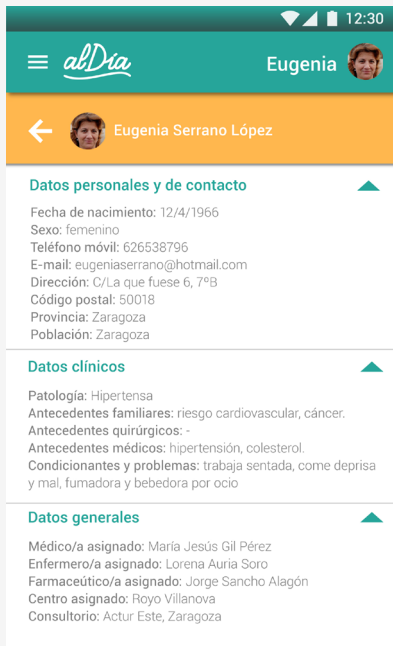 12:30
alDía
Eugenia
Eugenia Serrano López
Datos personales y de contacto
Fecha de nacimiento: 12/4/1966
Sexo: femenino
Teléfono móvil: 626538796
E-mail: eugeniaserrano@hotmail.com
Dirección: C/La que fuese 6, 7ºB
Código postal: 50018
Provincia: Zaragoza
Población: Zaragoza
Datos clínicos
Patología: Hipertensa
Antecedentes familiares: riesgo cardiovascular, cáncer.
Antecedentes quirúrgicos: -
Antecedentes médicos: hipertensión, colesterol.
Condicionantes y problemas: trabaja sentada, come deprisa
y mal, fumadora y bebedora por ocio
Datos generales
Médico/a asignado: María Jesús Gil Pérez
Enfermero/a asignado: Lorena Auria Soro
Farmaceútico/a asignado: Jorge Sancho Alagón
Centro asignado: Royo Villanova
Consultorio: Actur Este, Zaragoza